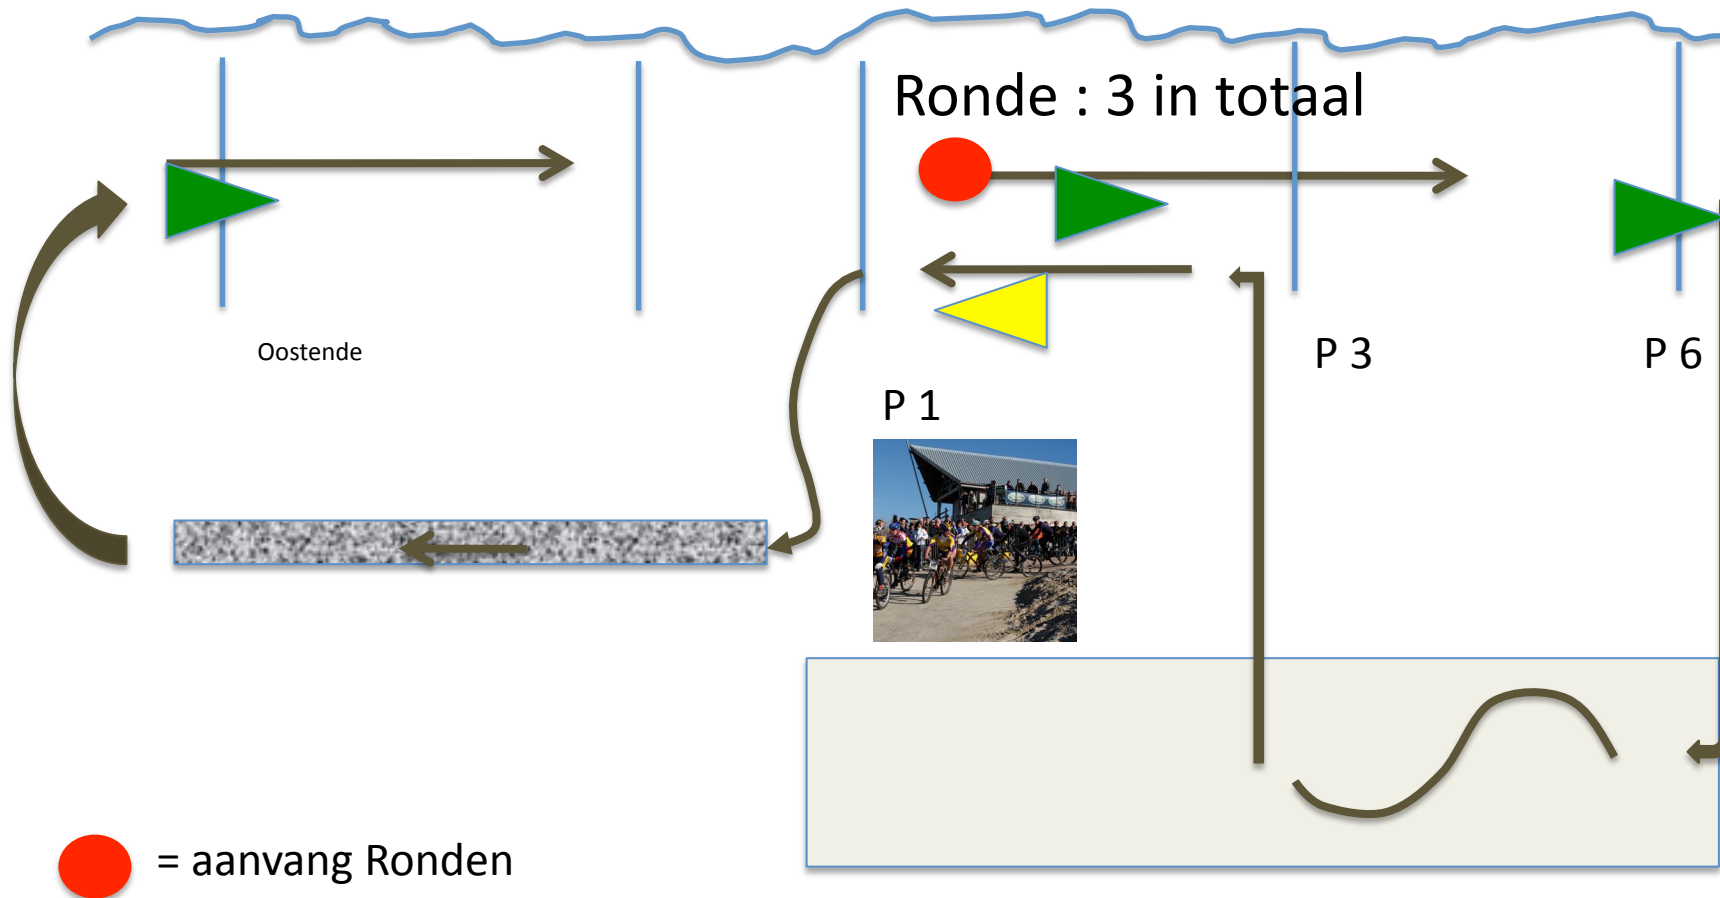 Ronde : 3 in totaal
Oostende
P 3
P 6
P 1
= aanvang Ronden